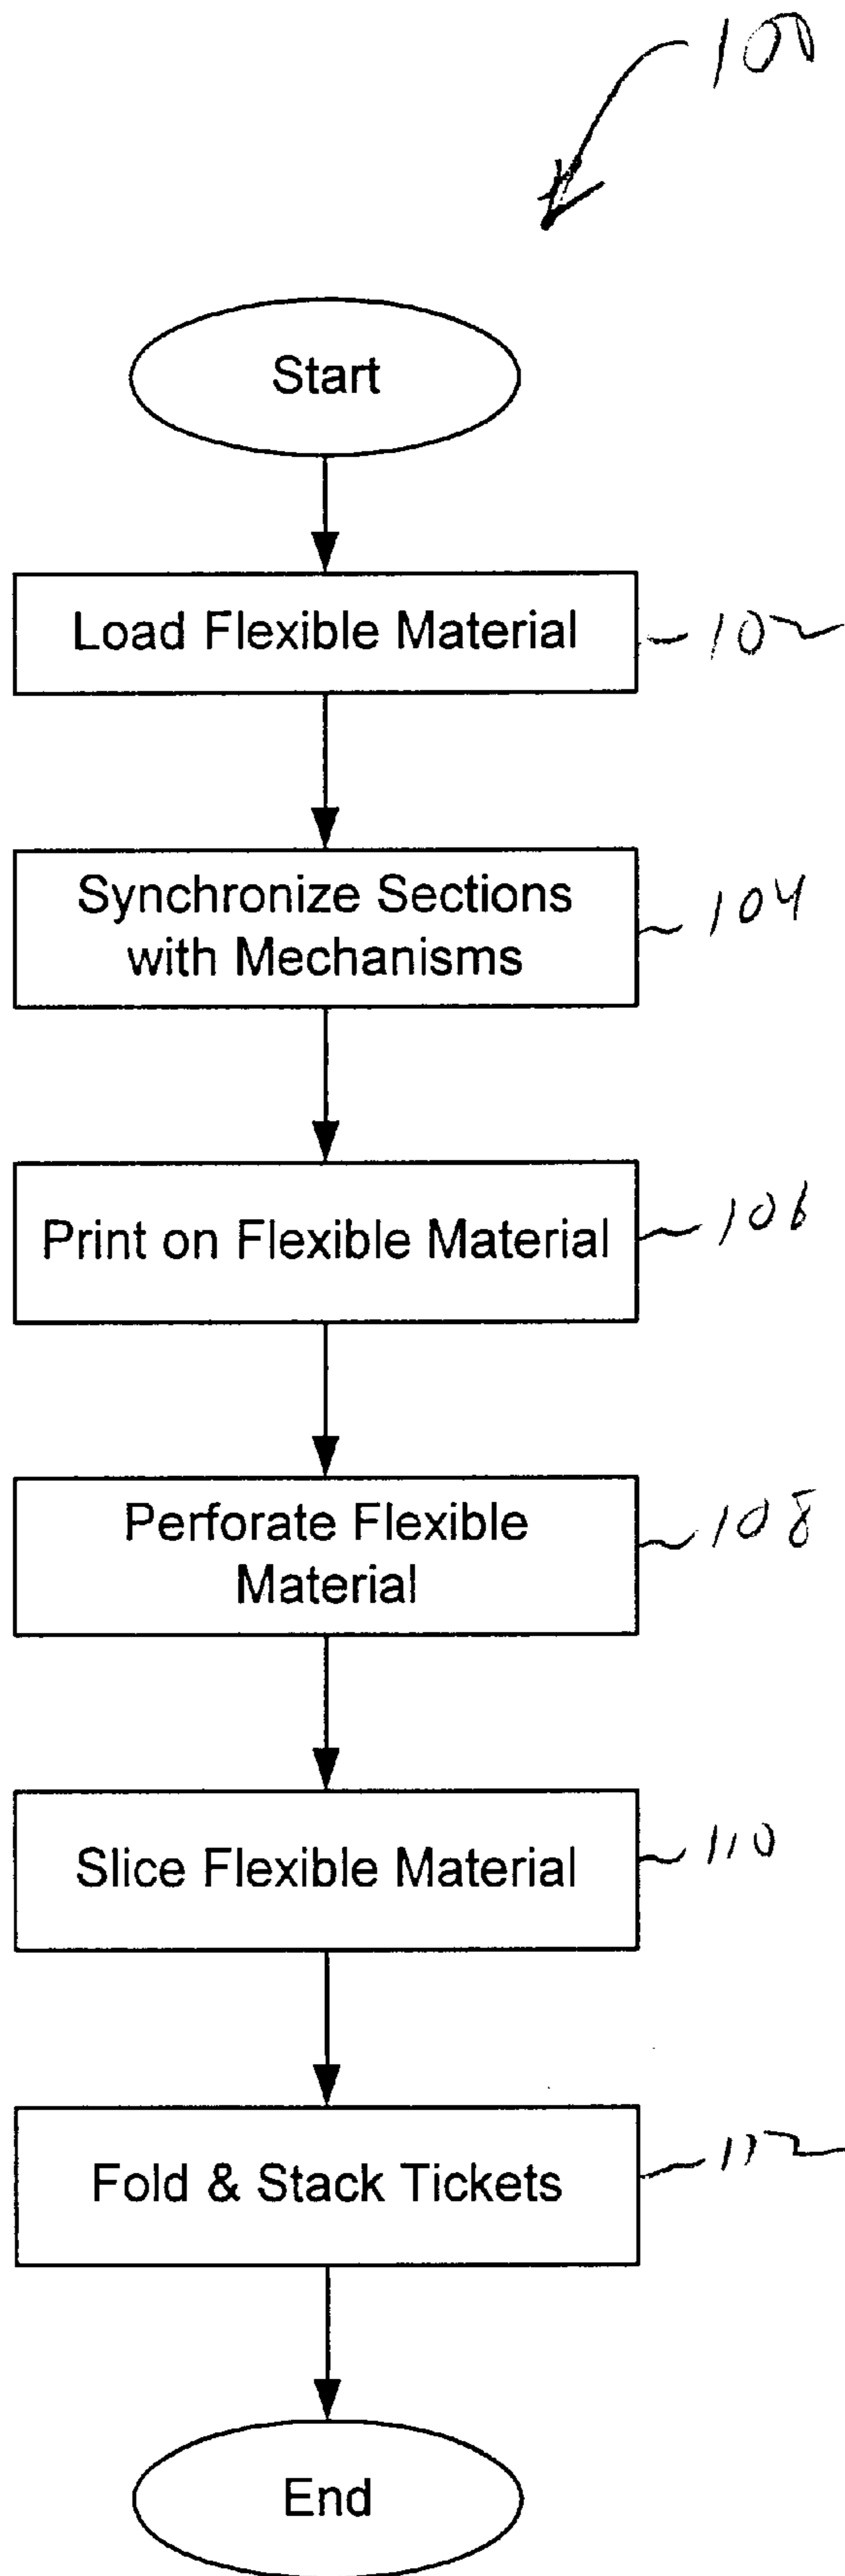 100
Start
Load Flexible Material
102
Synchronize Sections
with Mechanisms
104
Print on Flexible Material
106
Perforate Flexible
Material
108
Slice Flexible Material
110
Fold & Stack Tickets
112
End